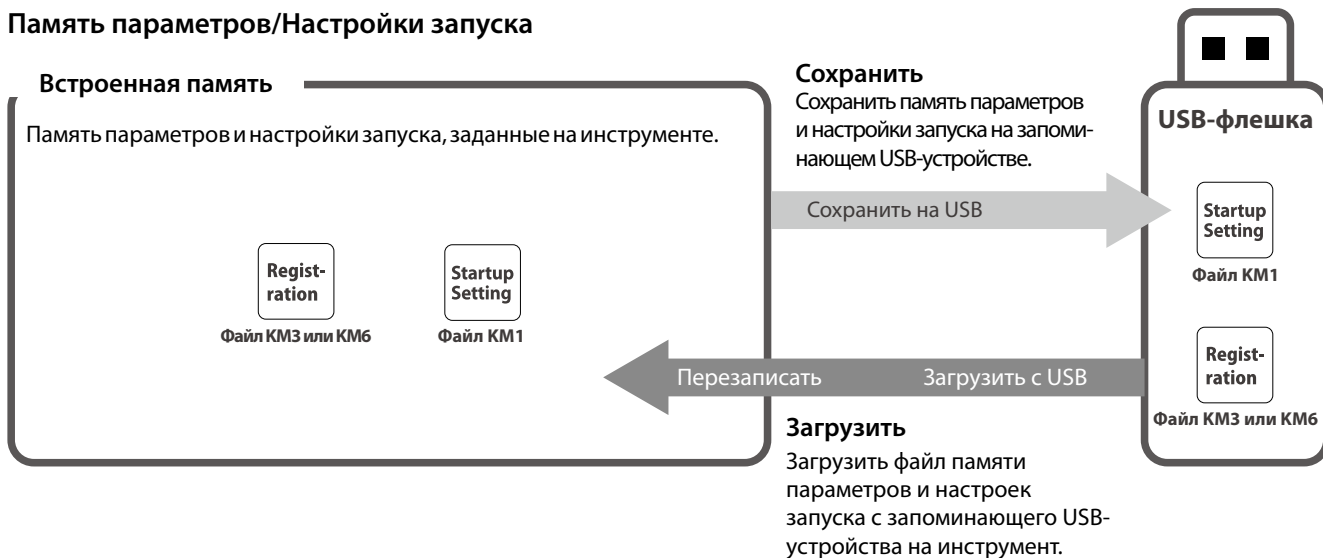 Память параметров/Настройки запуска
Встроенная память
Память параметров и настройки запуска, заданные на инструменте.
Regist-
ration
Файл KM3 или KM6
Startup
Setting
Файл KM1
Сохранить
Сохранить память параметров
и настройки запуска на запоми-
нающем USB-устройстве.
Сохранить на USB
Перезаписать
Загрузить с USB
Загрузить
Загрузить файл памяти
параметров и настроек
запуска с запоминающего USB-
устройства на инструмент.
USB-флешка
Startup
Setting
Файл KM1
Regist-
ration
Файл KM3 или KM6